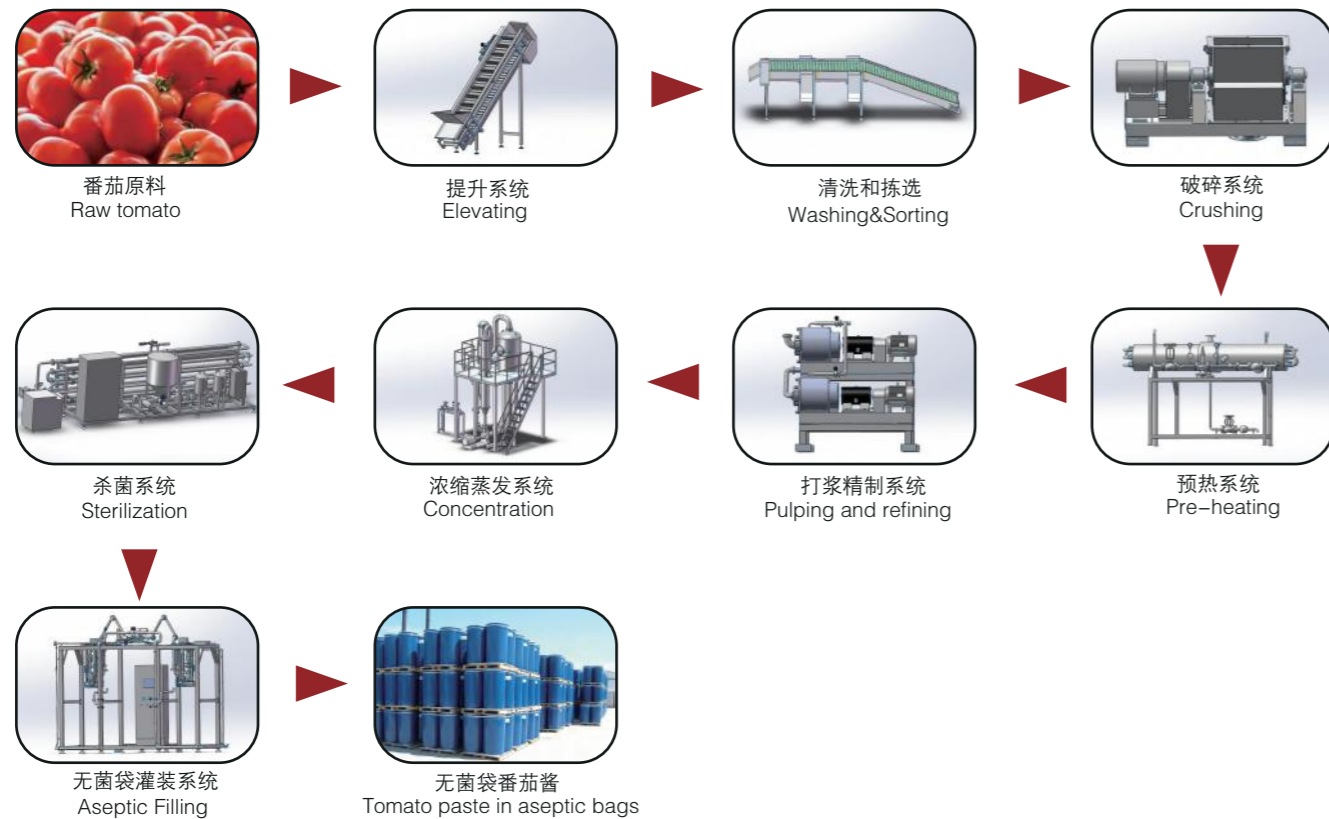 番茄原料
Raw tomato
提升系统
Elevating
清洗和拣选
Washing&Sorting
破碎系统
Crushing
预热系统
Pre-heating
打浆精制系统
Pulping and refining
浓缩蒸发系统
Concentration
杀菌系统
Sterilization
无菌袋灌装系统
Aseptic Filling
无菌袋番茄酱
Tomato paste in aseptic bags